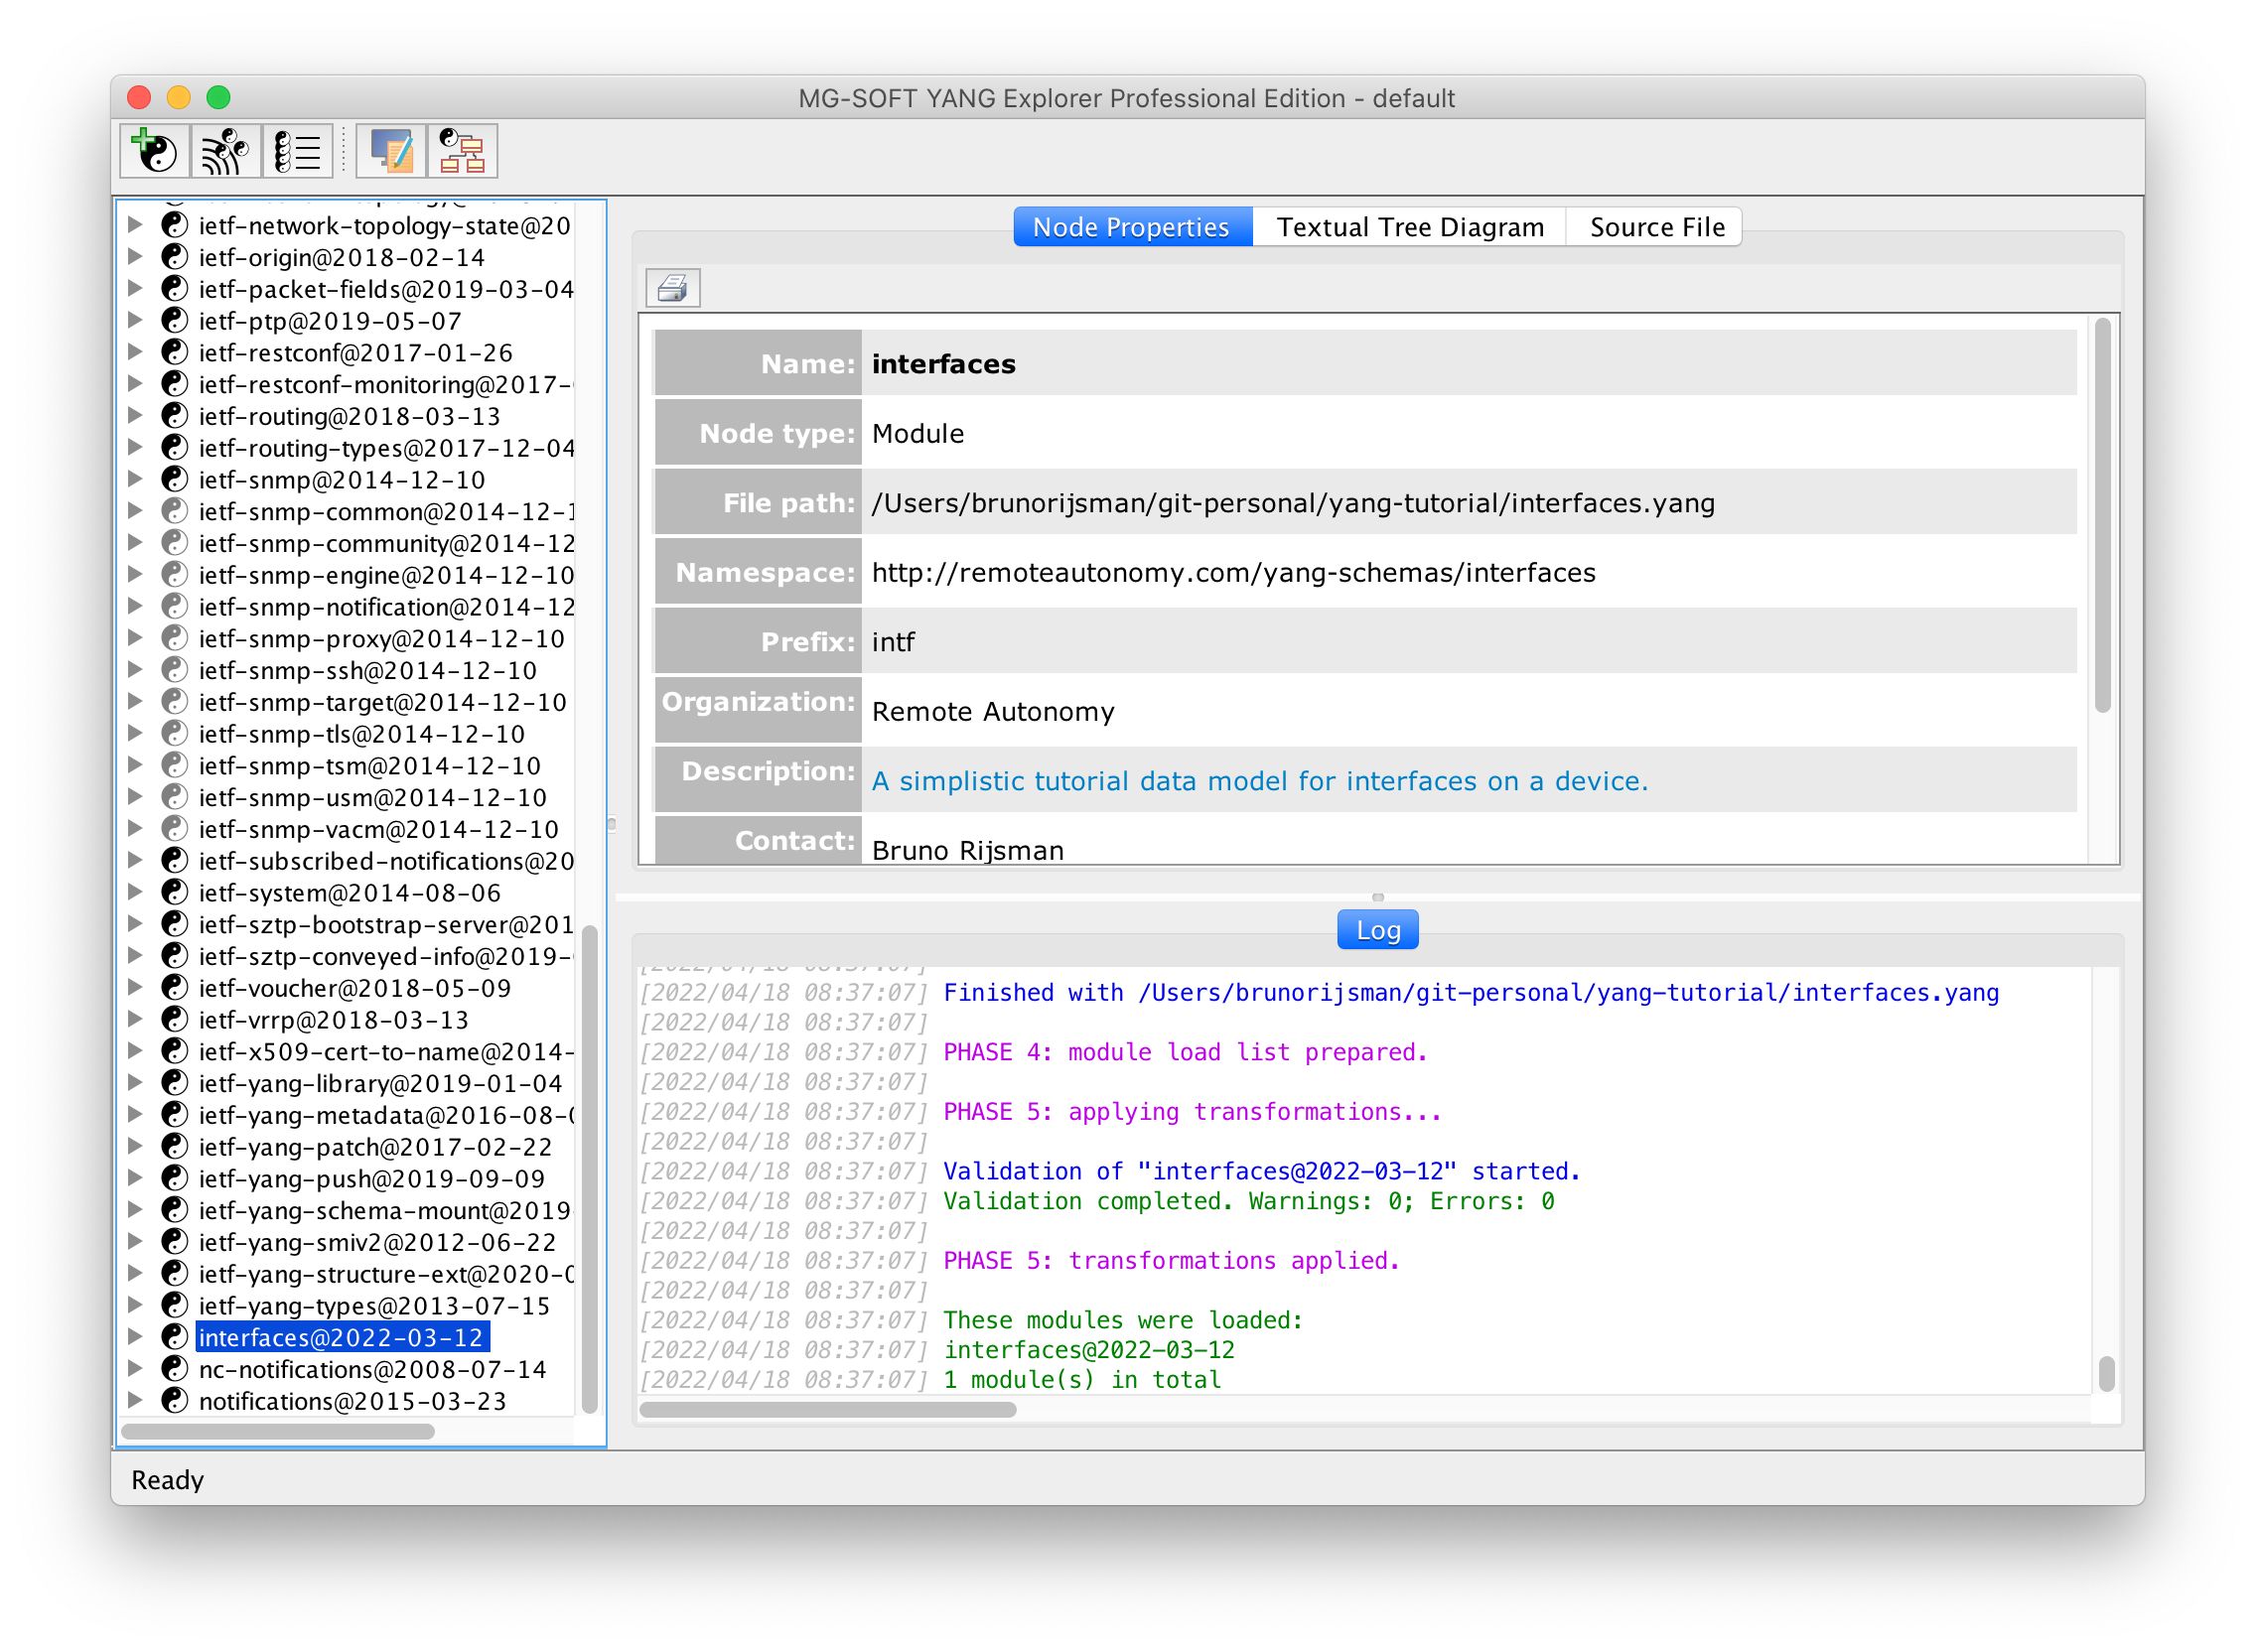 MG-SOFT YANG Explorer Professional Edition - default
ietf-network-topology-state@20
ietf-origin@2018-02-14
ietf-packet-fields@2019-03-04
ietf-ptp@2019-05-07
ietf-restconf@2017-01-26
ietf-restconf-monitoring@2017-
ietf-routing@2018-03-13
ietf-routing-types@2017-12-04
ietf-snmp@2014-12-10
ietf-snmp-common@2014-12-1
ietf-snmp-community@2014-12
ietf-snmp-engine@2014-12-10
ietf-snmp-notification@2014-12
ietf-snmp-proxy@2014-12-10
ietf-snmp-ssh@2014-12-10
ietf-snmp-target@2014-12-10
ietf-snmp-tls@2014-12-10
ietf-snmp-tsm@2014-12-10
ietf-snmp-usm@2014-12-10
ietf-snmp-vacm@2014-12-10
ietf-subscribed-notifications@20
ietf-system@2014-08-06
ietf-sztp-bootstrap-server@201
ietf-sztp-conveyed-info@2019-
ietf-voucher@2018-05-09
ietf-vrrp@2018-03-13
ietf-x509-cert-to-name@2014-
ietf-yang-library@2019-01-04
ietf-yang-metadata@2016-08-0
ietf-yang-patch@2017-02-22
ietf-yang-push@2019-09-09
ietf-yang-schema-mount@2019
ietf-yang-smiv2@2012-06-22
ietf-yang-structure-ext@2020-0
ietf-yang-types@2013-07-15
interfaces@2022-03-12
nc-notifications@2008-07-14
notifications@2015-03-23
Node Properties Textual Tree Diagram Source File
Name: interfaces
Node type: Module
File path: /Users/brunorijsman/git-personal/yang-tutorial/interfaces.yang
Namespace: http://remoteautonomy.com/yang-schemas/interfaces
Prefix: intf
Organization: Remote Autonomy
Description: A simplistic tutorial data model for interfaces on a device.
Contact: Bruno Rijsman
Log
[2022/04/18 08:37:07]
[2022/04/18 08:37:07] Finished with /Users/brunorijsman/git-personal/yang-tutorial/interfaces.yang
[2022/04/18 08:37:07]
[2022/04/18 08:37:07] PHASE 4: module load list prepared.
[2022/04/18 08:37:07]
[2022/04/18 08:37:07] PHASE 5: applying transformations...
[2022/04/18 08:37:07]
[2022/04/18 08:37:07] Validation of "interfaces@2022-03-12" started.
[2022/04/18 08:37:07] Validation completed. Warnings: 0; Errors: 0
[2022/04/18 08:37:07]
[2022/04/18 08:37:07] PHASE 5: transformations applied.
[2022/04/18 08:37:07]
[2022/04/18 08:37:07] These modules were loaded:
[2022/04/18 08:37:07] interfaces@2022-03-12
[2022/04/18 08:37:07] 1 module(s) in total
Ready